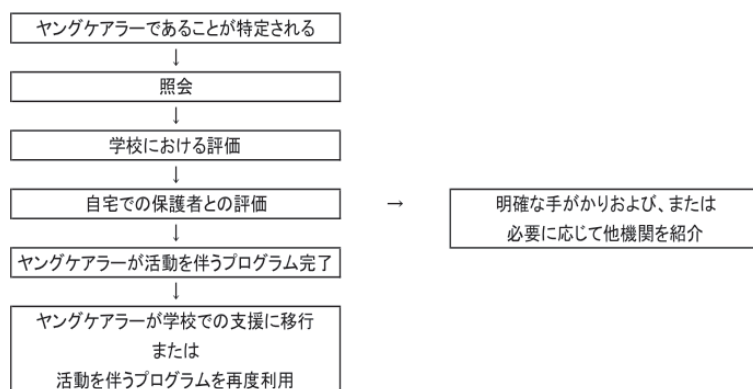 ヤングケアラーであることが特定される
↓
照会
↓
学校における評価
↓
自宅での保護者との評価
→
明確な手がかりおよび、または
必要に応じて他機関を紹介
↓
ヤングケアラーが活動を伴うプログラム完了
↓
ヤングケアラーが学校での支援に移行
または
活動を伴うプログラムを再度利用